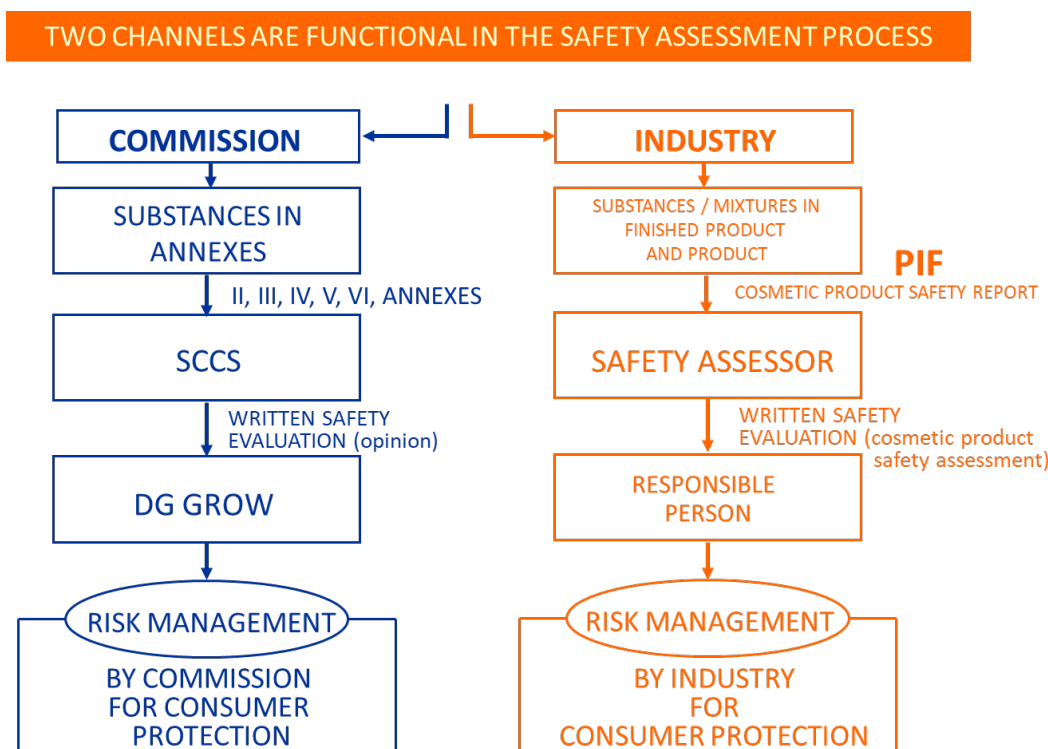 TWO CHANNELS ARE FUNCTIONAL IN THE SAFETY ASSESSMENT PROCESS
COMMISSION
SUBSTANCES IN
ANNEXES
II, III, IV, V, VI, ANNEXES
SCCS
WRITTEN SAFETY
EVALUATION (opinion)
DG GROW
RISK MANAGEMENT
BY COMMISSION
FOR CONSUMER
PROTECTION
INDUSTRY
SUBSTANCES / MIXTURES IN
FINISHED PRODUCT
AND PRODUCT
PIF
COSMETIC PRODUCT SAFETY REPORT
SAFETY ASSESSOR
WRITTEN SAFETY
EVALUATION (cosmetic product
safety assessment)
RESPONSIBLE
PERSON
RISK MANAGEMENT
BY INDUSTRY
FOR
CONSUMER PROTECTION